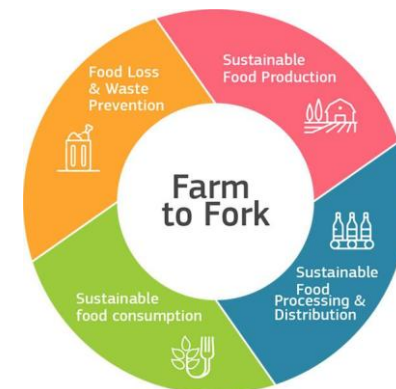 Farm
to Fork
Sustainable
Food Production
Sustainable
Food
Processing &
Distribution
Sustainable
food consumption
Food Loss
& Waste
Prevention